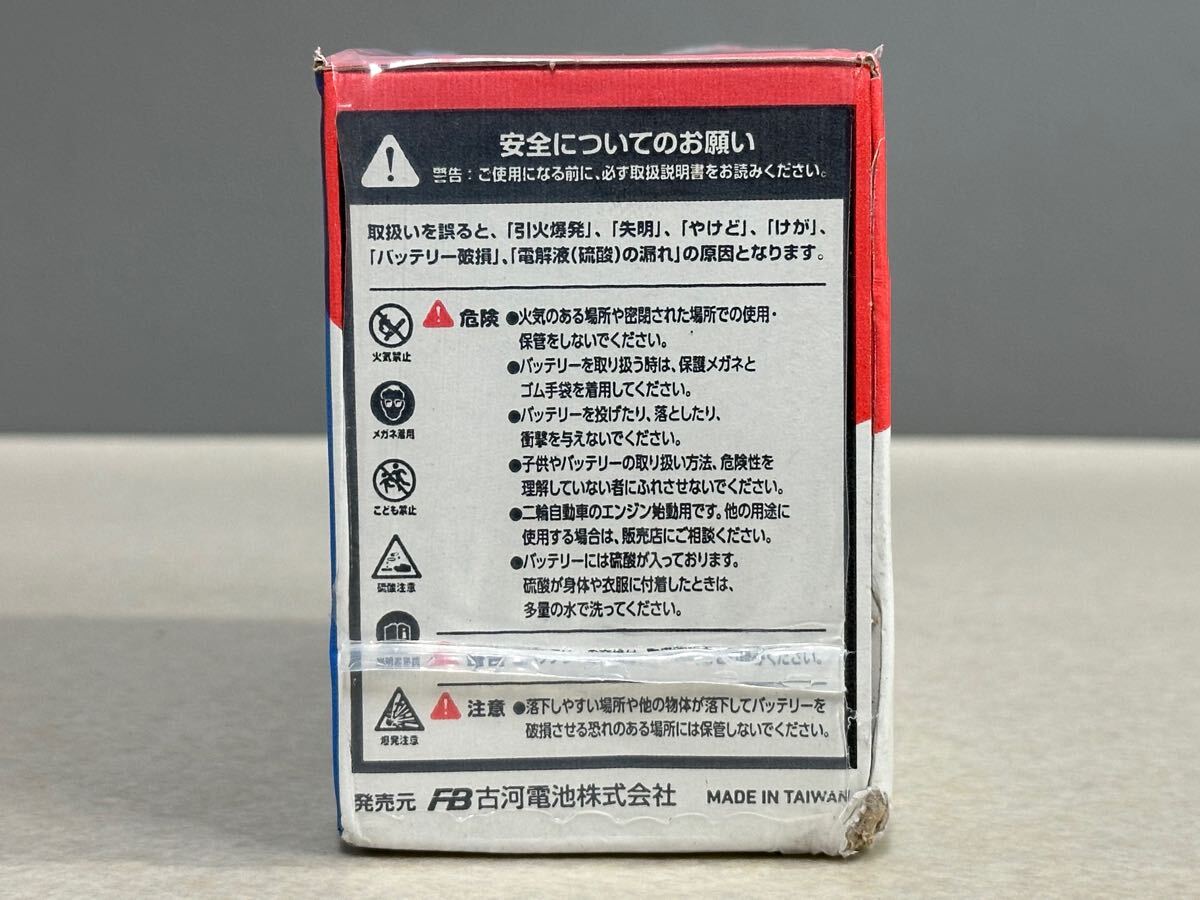 安全についてのお願い
警告：ご使用になる前に、必ず取扱説明書をお読みください。
取扱いを誤ると、「引火爆発」、「失明」、「やけど」、「けが」、
「バッテリー破損」、「電解液(硫酸)の漏れ」の原因となります。
火気禁止
メガネ着用
こども禁止
硫酸注意
爆発注意
危険
●火気のある場所や密閉された場所での使用・
保管をしないでください。
●バッテリーを取り扱う時は、保護メガネと
ゴム手袋を着用してください。
●バッテリーを投げたり、落としたり、
衝撃を与えないでください。
●子供やバッテリーの取り扱い方法、危険性を
理解していない者にふれさせないでください。
●二輪自動車のエンジン始動用です。他の用途に
使用する場合は、販売店にご相談ください。
●バッテリーには硫酸が入っております。
硫酸が身体や衣服に付着したときは、
多量の水で洗ってください。
注意
●落下しやすい場所や他の物体が落下してバッテリーを
破損させる恐れのある場所には保管しないでください。
発売元 FB 古河電池株式会社 MADE IN TAIWAN